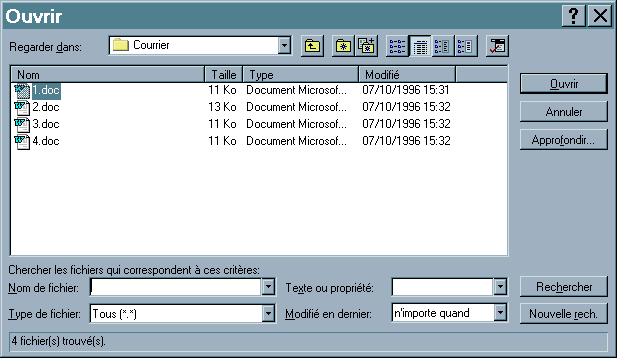 Ouvrir
Regarder dans: Courrier
Nom Taille Type Modifié
1.doc 11 Ko Document Microsof... 07/10/1996 15:31
2.doc 13 Ko Document Microsof... 07/10/1996 15:32
3.doc 11 Ko Document Microsof... 07/10/1996 15:32
4.doc 11 Ko Document Microsof... 07/10/1996 15:32
Ouvrir
Annuler
Approfondir...
Chercher les fichiers qui correspondent à ces critères:
Nom de fichier: Texte ou propriété: Rechercher
Type de fichier: Tous (*.*) Modifié en dernier: n'importe quand Nouvelle rech.
4 fichier(s) trouvé(s).